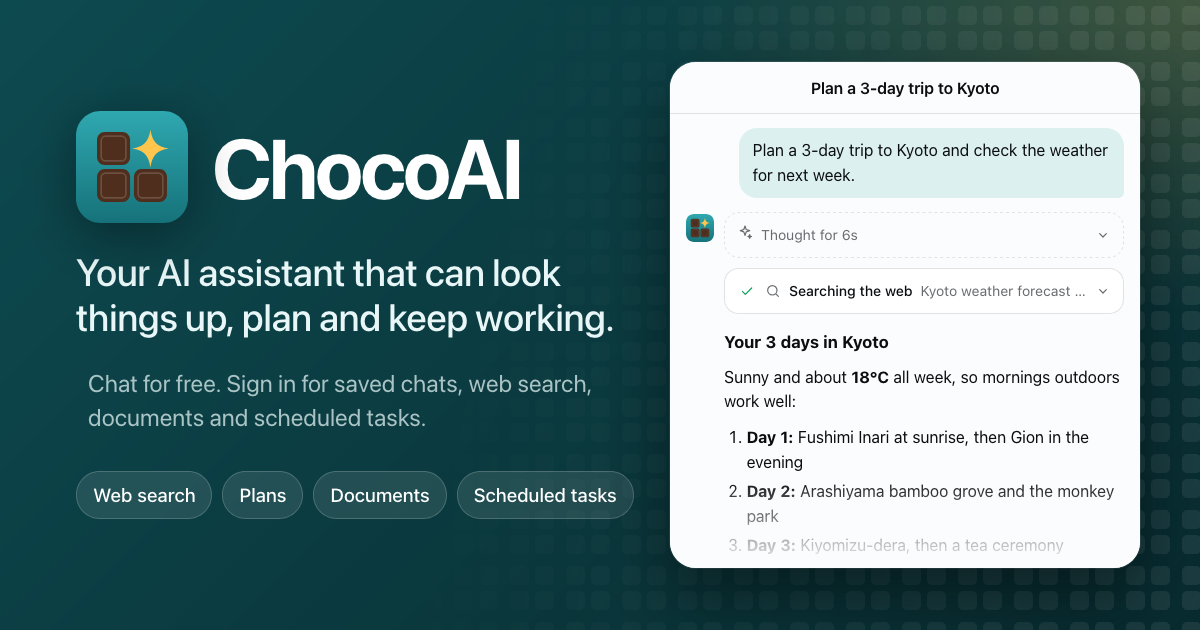 ChocoAI
Your AI assistant that can look
things up, plan and keep working.
Chat for free. Sign in for saved chats, web search,
documents and scheduled tasks.
Web search
Plans
Documents
Scheduled tasks
Plan a 3-day trip to Kyoto
Plan a 3-day trip to Kyoto and check the weather
for next week.
Thought for 6s
Searching the web Kyoto weather forecast ...
Your 3 days in Kyoto
Sunny and about 18°C all week, so mornings outdoors
work well:
1. Day 1: Fushimi Inari at sunrise, then Gion in the
evening
2. Day 2: Arashiyama bamboo grove and the monkey
park
3. Day 3: Kiyomizu-dera, then a tea ceremony